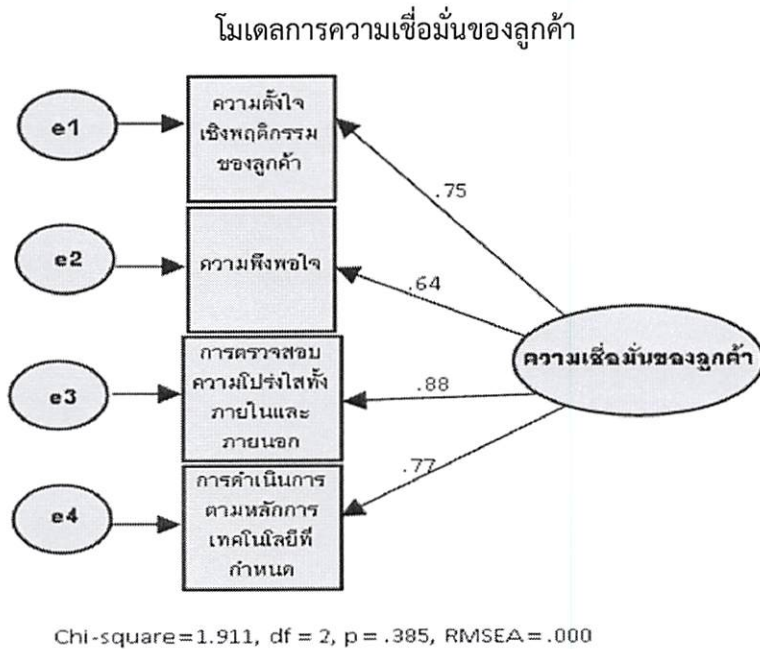 โมเดลการความเชื่อมั่นของลูกค้า
e1
ความตั้งใจ
เชิงพฤติกรรม
ของลูกค้า
.75
e2
ความพึงพอใจ
.64
ความเชื่อมั่นของลูกค้า
e3
การตรวจสอบ
ความโปร่งใสทั้ง
ภายในและ
ภายนอก
.88
e4
การดำเนินการ
ตามหลักการ
เทคโนโลยีที่
กำหนด
.77
Chi-square=1.911, df = 2, p = .385, RMSEA=.000